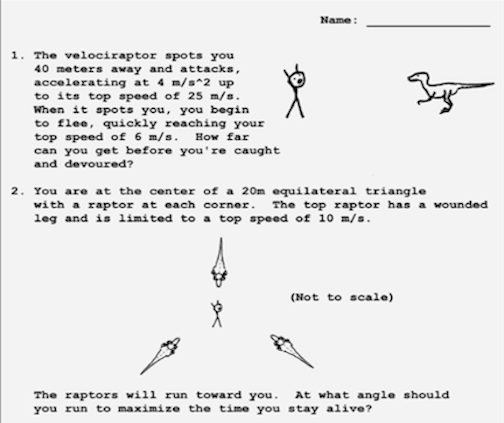 Name: ____________
1. The velociraptor spots you
40 meters away and attacks,
accelerating at 4 m/s^2 up
to its top speed of 25 m/s.
When it spots you, you begin
to flee, quickly reaching your
top speed of 6 m/s. How far
can you get before you're caught
and devoured?
2. You are at the center of a 20m equilateral triangle
with a raptor at each corner. The top raptor has a wounded
leg and is limited to a top speed of 10 m/s.
(Not to scale)
The raptors will run toward you. At what angle should
you run to maximize the time you stay alive?